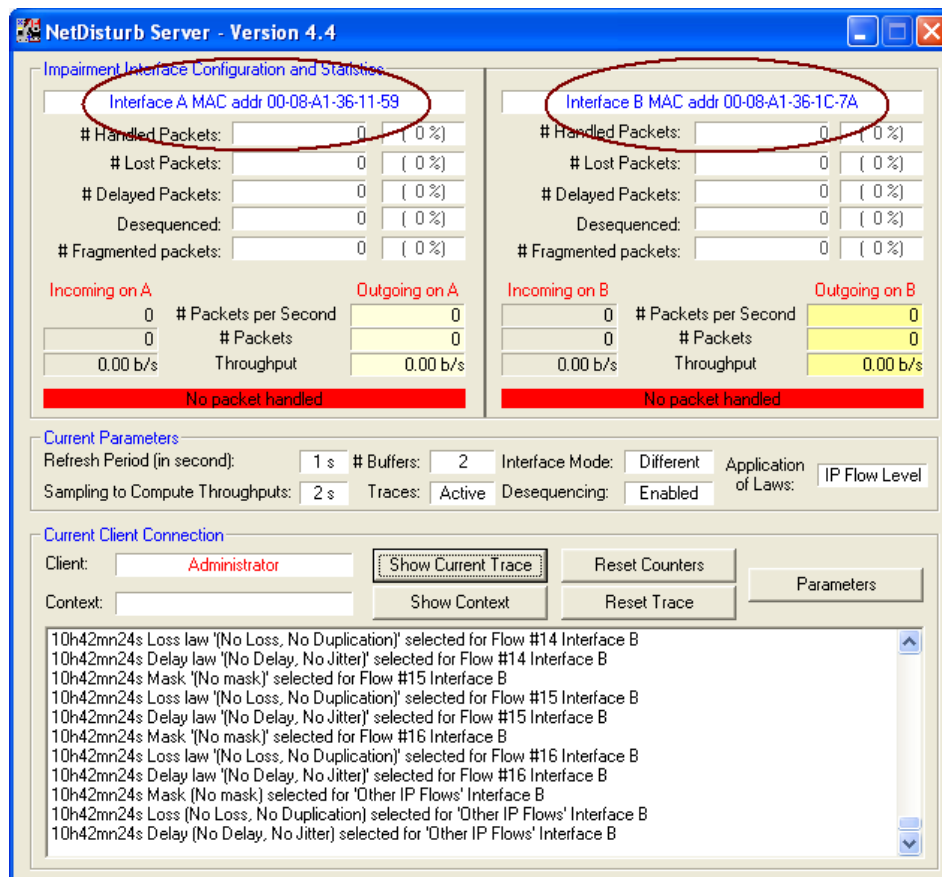 NetDisturb Server - Version 4.4
Impairment Interface Configuration and Statistics
Interface A MAC addr 00-08-A1-36-11-59
# Handled Packets: 0 ( 0 %)
# Lost Packets: 0 ( 0 %)
# Delayed Packets: 0 ( 0 %)
Desequenced: 0 ( 0 %)
# Fragmented packets: 0 ( 0 %)
Incoming on A Outgoing on A
0 # Packets per Second 0
0 # Packets 0
0.00 b/s Throughput 0.00 b/s
No packet handled
Interface B MAC addr 00-08-A1-36-1C-7A
# Handled Packets: 0 ( 0 %)
# Lost Packets: 0 ( 0 %)
# Delayed Packets: 0 ( 0 %)
Desequenced: 0 ( 0 %)
# Fragmented packets: 0 ( 0 %)
Incoming on B Outgoing on B
0 # Packets per Second 0
0 # Packets 0
0.00 b/s Throughput 0.00 b/s
No packet handled
Current Parameters
Refresh Period (in second): 1 s # Buffers: 2 Interface Mode: Different Application
of Laws: IP Flow Level
Sampling to Compute Throughputs: 2 s Traces: Active Desequencing: Enabled
Current Client Connection
Client: Administrator Show Current Trace Reset Counters
Parameters
Context: Show Context Reset Trace
10h42mn24s Loss law '(No Loss, No Duplication)' selected for Flow #14 Interface B
10h42mn24s Delay law '(No Delay, No Jitter)' selected for Flow #14 Interface B
10h42mn24s Mask '(No mask)' selected for Flow #15 Interface B
10h42mn24s Loss law '(No Loss, No Duplication)' selected for Flow #15 Interface B
10h42mn24s Delay law '(No Delay, No Jitter)' selected for Flow #15 Interface B
10h42mn24s Mask '(No mask)' selected for Flow #16 Interface B
10h42mn24s Loss law '(No Loss, No Duplication)' selected for Flow #16 Interface B
10h42mn24s Delay law '(No Delay, No Jitter)' selected for Flow #16 Interface B
10h42mn24s Mask (No mask) selected for 'Other IP Flows' Interface B
10h42mn24s Loss (No Loss, No Duplication) selected for 'Other IP Flows' Interface B
10h42mn24s Delay (No Delay, No Jitter) selected for 'Other IP Flows' Interface B